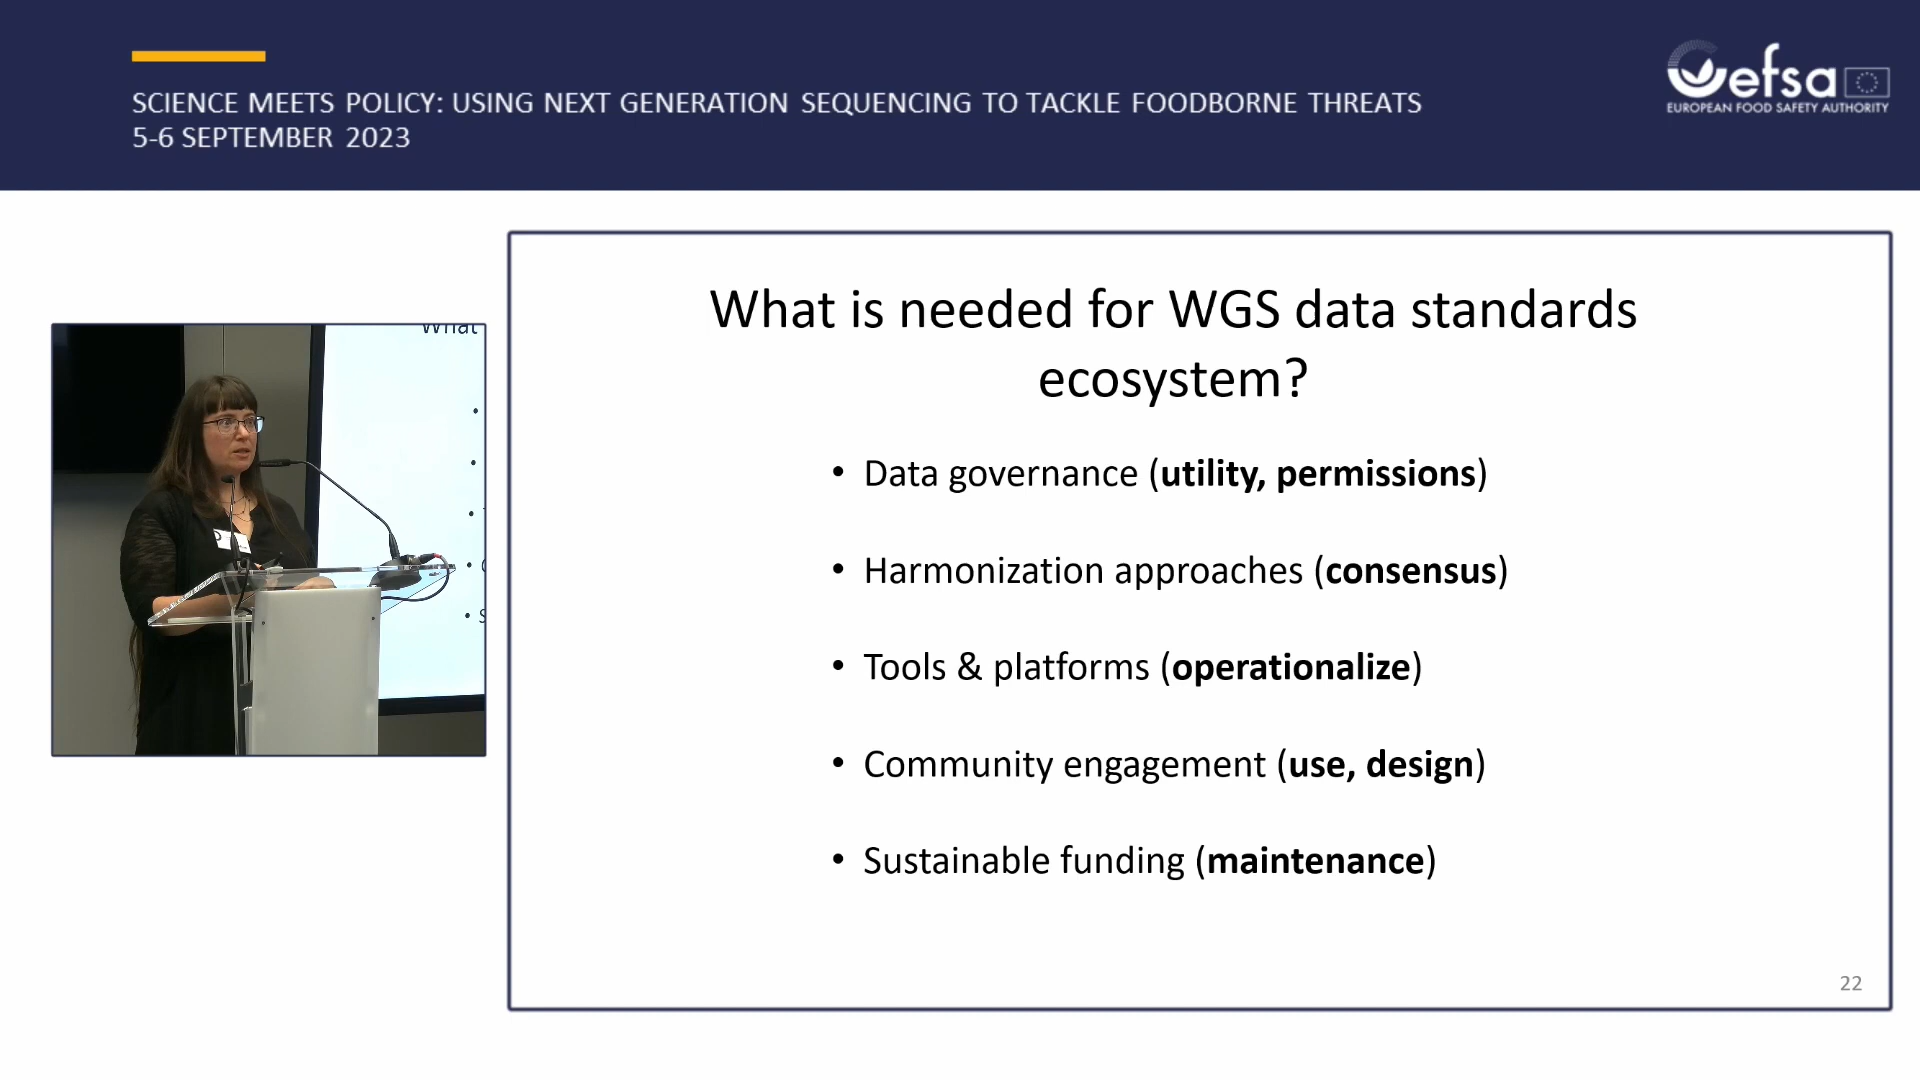 SCIENCE MEETS POLICY: USING NEXT GENERATION SEQUENCING TO TACKLE FOODBORNE THREATS
5-6 SEPTEMBER 2023
efsa
EUROPEAN FOOD SAFETY AUTHORITY
What is needed for WGS data standards
ecosystem?
• Data governance (utility, permissions)
• Harmonization approaches (consensus)
• Tools & platforms (operationalize)
• Community engagement (use, design)
• Sustainable funding (maintenance)
22
What